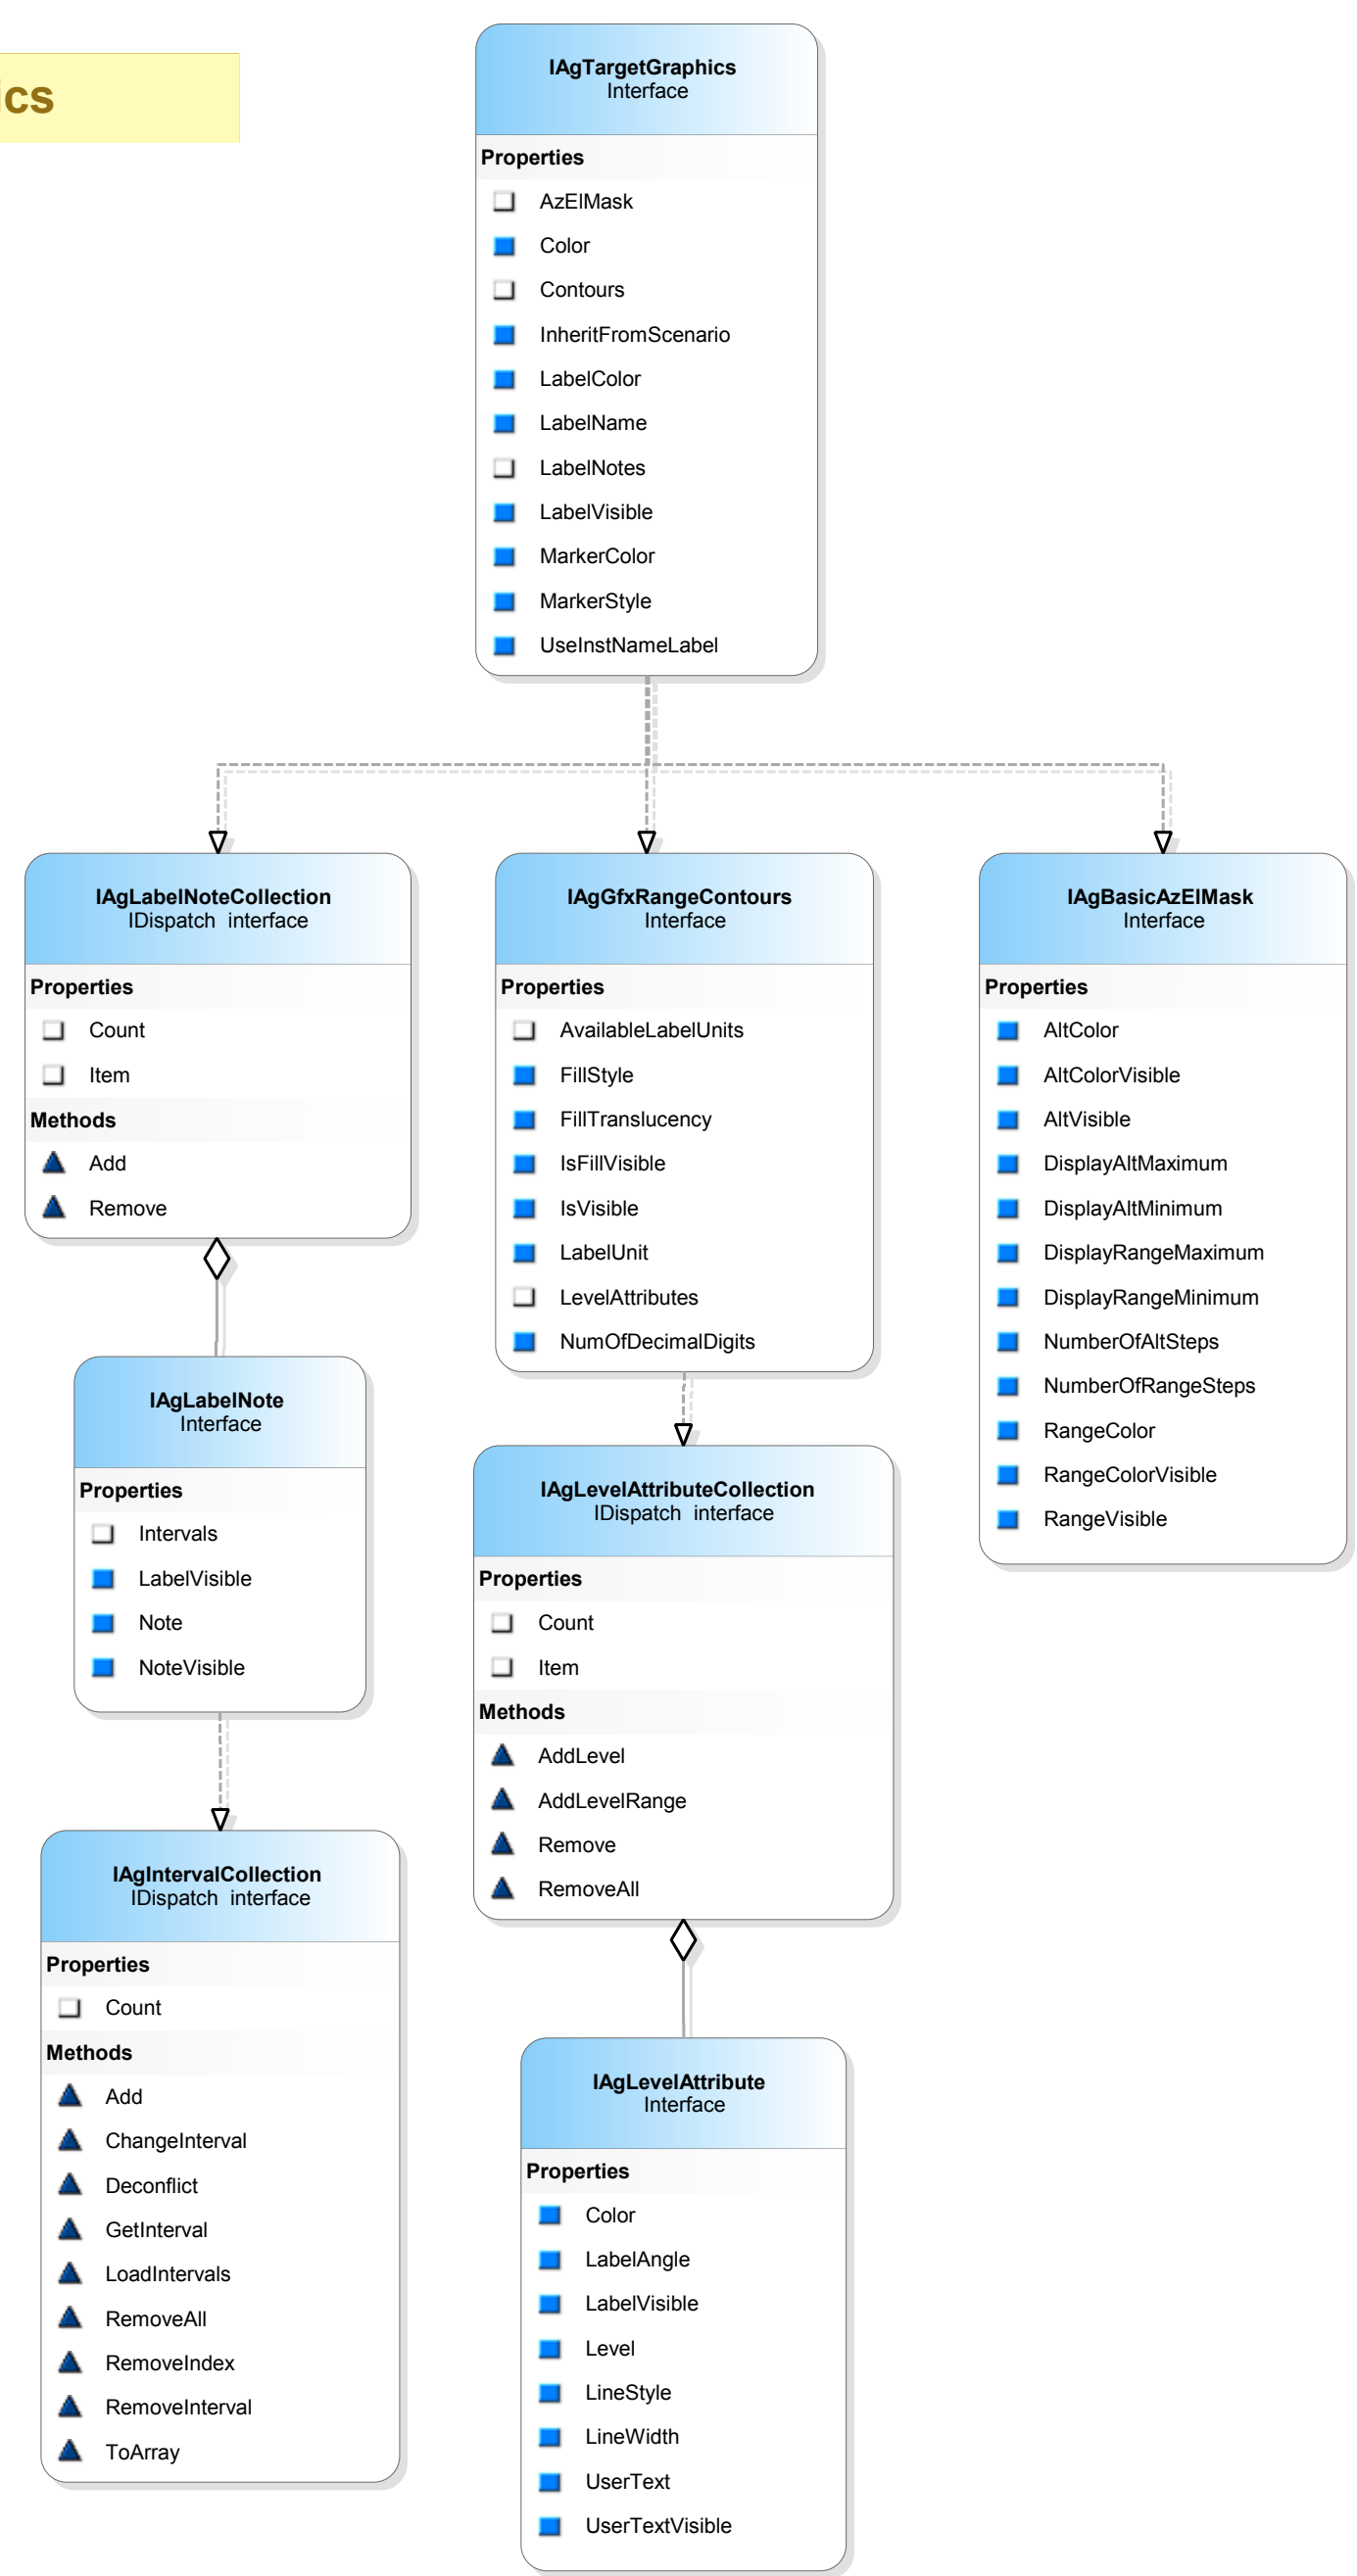 ics
IAgTargetGraphics
Interface
Properties
AzElMask
Color
Contours
InheritFromScenario
LabelColor
LabelName
LabelNotes
LabelVisible
MarkerColor
MarkerStyle
UseInstNameLabel
IAgLabelNoteCollection
IDispatch interface
Properties
Count
Item
Methods
Add
Remove
IAgLabelNote
Interface
Properties
Intervals
LabelVisible
Note
NoteVisible
IAgIntervalCollection
IDispatch interface
Properties
Count
Methods
Add
ChangeInterval
Deconflict
GetInterval
LoadIntervals
RemoveAll
RemoveIndex
RemoveInterval
ToArray
IAgGfxRangeContours
Interface
Properties
AvailableLabelUnits
FillStyle
FillTranslucency
IsFillVisible
IsVisible
LabelUnit
LevelAttributes
NumOfDecimalDigits
IAgLevelAttributeCollection
IDispatch interface
Properties
Count
Item
Methods
AddLevel
AddLevelRange
Remove
RemoveAll
IAgLevelAttribute
Interface
Properties
Color
LabelAngle
LabelVisible
Level
LineStyle
LineWidth
UserText
UserTextVisible
IAgBasicAzElMask
Interface
Properties
AltColor
AltColorVisible
AltVisible
DisplayAltMaximum
DisplayAltMinimum
DisplayRangeMaximum
DisplayRangeMinimum
NumberOfAltSteps
NumberOfRangeSteps
RangeColor
RangeColorVisible
RangeVisible